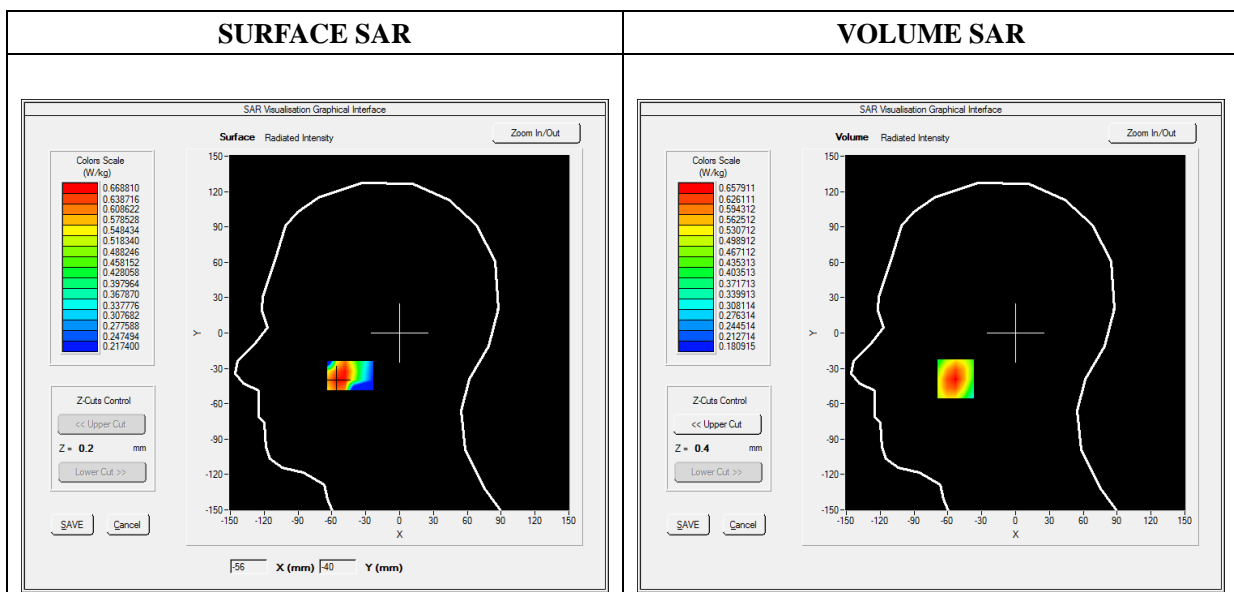 SURFACE SAR
VOLUME SAR
SAR Visualisation Graphical Interface
Surface Radiated Intensity
Zoom In/Out
Colors Scale
(W/kg)
0.668810
0.638716
0.608622
0.578528
0.548434
0.518340
0.488246
0.458152
0.428058
0.397964
0.367870
0.337776
0.307682
0.277588
0.247494
0.217400
Z-Cuts Control
<< Upper Cut
Z = 0.2 mm
Lower Cut >>
SAVE Cancel
150
120
90
60
30
0
-30
-60
-90
-120
-150
Y
-150 -120 -90 -60 -30 0 30 60 90 120 150
X
-56 X (mm) -40 Y (mm)
SAR Visualisation Graphical Interface
Volume Radiated Intensity
Zoom In/Out
Colors Scale
(W/kg)
0.657911
0.626111
0.594312
0.562512
0.530712
0.498912
0.467112
0.435313
0.403513
0.371713
0.339913
0.308114
0.276314
0.244514
0.212714
0.180915
Z-Cuts Control
<< Upper Cut
Z = 0.4 mm
Lower Cut >>
SAVE Cancel
150
120
90
60
30
0
-30
-60
-90
-120
-150
Y
-150 -120 -90 -60 -30 0 30 60 90 120 150
X